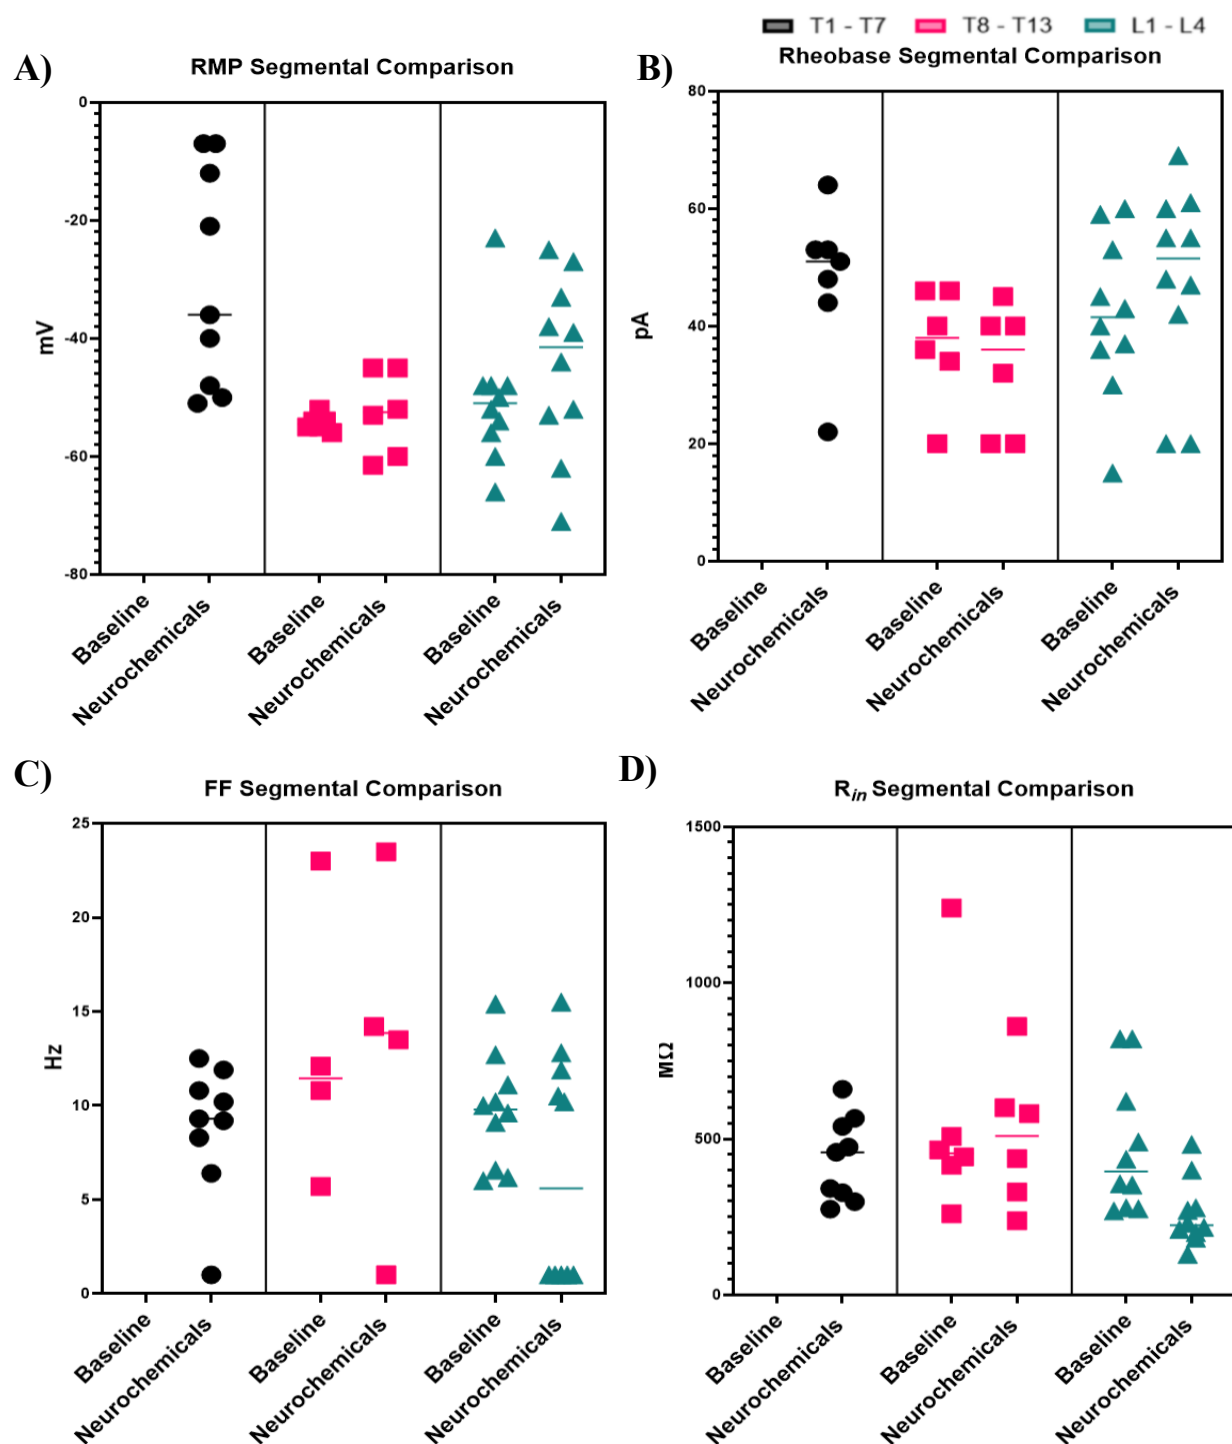 T1 - T7 T8 - T13 L1 - L4
A) RMP Segmental Comparison
B) Rheobase Segmental Comparison
0
-20
-40
-60
-80
mV
Baseline
Neurochemicals
Baseline
Neurochemicals
Baseline
Neurochemicals
80
60
40
20
0
pA
Baseline
Neurochemicals
Baseline
Neurochemicals
Baseline
Neurochemicals
C) FF Segmental Comparison
D) Rin Segmental Comparison
25
20
15
10
5
0
Hz
Baseline
Neurochemicals
Baseline
Neurochemicals
Baseline
Neurochemicals
1500
1000
500
0
MΩ
Baseline
Neurochemicals
Baseline
Neurochemicals
Baseline
Neurochemicals